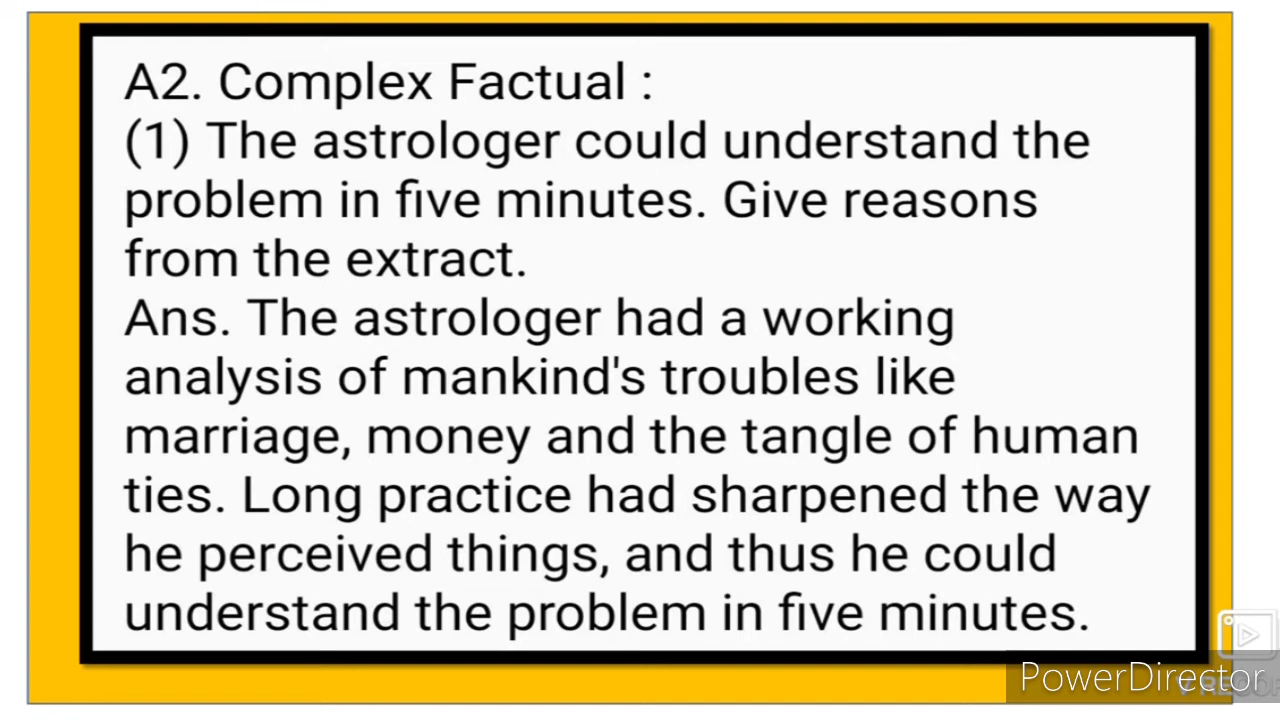 A2. Complex Factual :
(1) The astrologer could understand the
problem in five minutes. Give reasons
from the extract.
Ans. The astrologer had a working
analysis of mankind's troubles like
marriage, money and the tangle of human
ties. Long practice had sharpened the way
he perceived things, and thus he could
understand the problem in five minutes.
PowerDirector